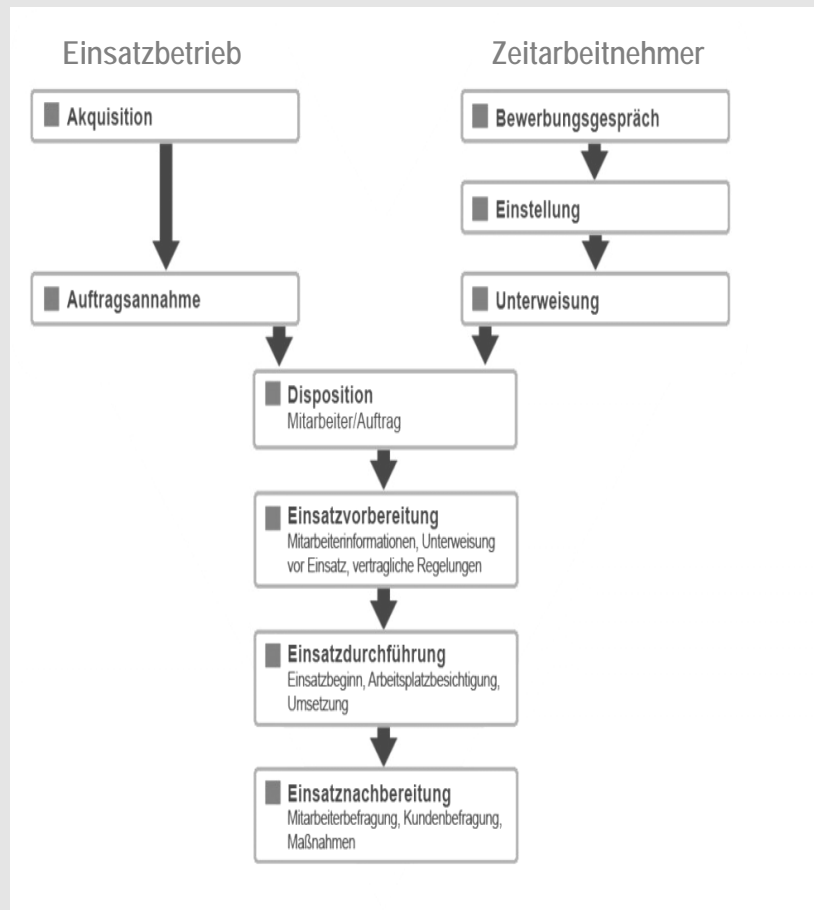 Einsatzbetrieb
Zeitarbeitnehmer
Akquisition
Bewerbungsgespräch
Einstellung
Auftragsannahme
Unterweisung
Disposition
Mitarbeiter/Auftrag
Einsatzvorbereitung
Mitarbeiterinformationen, Unterweisung
vor Einsatz, vertragliche Regelungen
Einsatzdurchführung
Einsatzbeginn, Arbeitsplatzbesichtigung,
Umsetzung
Einsatznachbereitung
Mitarbeiterbefragung, Kundenbefragung,
Maßnahmen